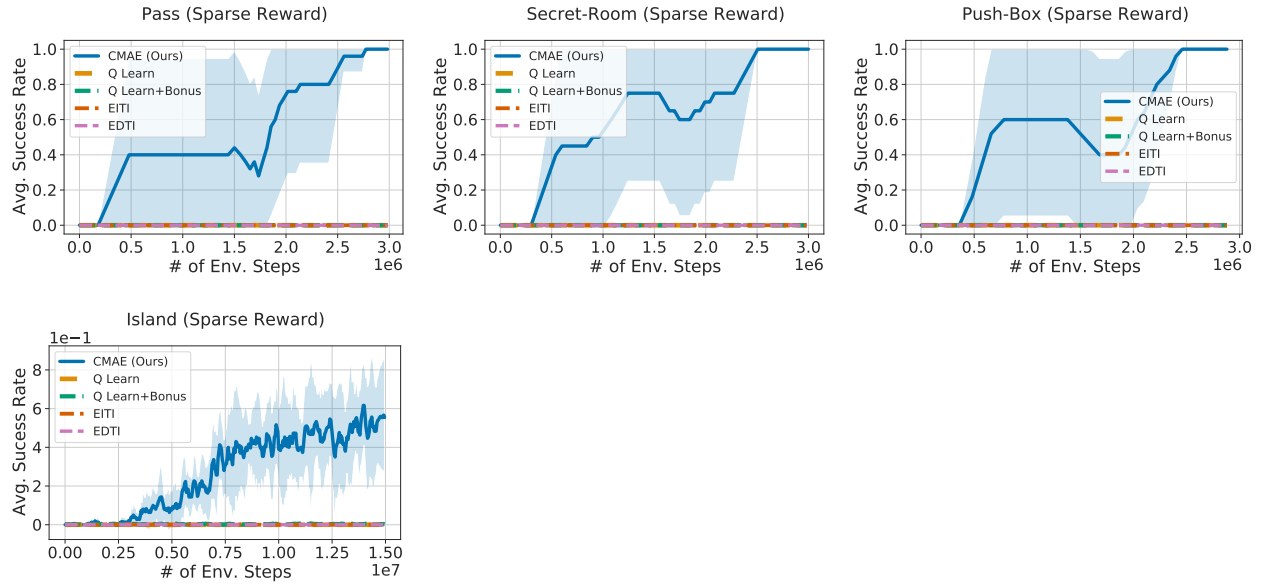 Pass (Sparse Reward)
Avg. Success Rate
1.0
0.8
0.6
0.4
0.2
0.0
CMAE (Ours)
Q Learn
Q Learn+Bonus
EITI
EDTI
0.0 0.5 1.0 1.5 2.0 2.5 3.0
1e6
# of Env. Steps
Secret-Room (Sparse Reward)
Avg. Success Rate
1.0
0.8
0.6
0.4
0.2
0.0
CMAE (Ours)
Q Learn
Q Learn+Bonus
EITI
EDTI
0.0 0.5 1.0 1.5 2.0 2.5 3.0
1e6
# of Env. Steps
Push-Box (Sparse Reward)
Avg. Success Rate
1.0
0.8
0.6
0.4
0.2
0.0
CMAE (Ours)
Q Learn
Q Learn+Bonus
EITI
EDTI
0.0 0.5 1.0 1.5 2.0 2.5 3.0
1e6
# of Env. Steps
Island (Sparse Reward)
1e−1
Avg. Sucess Rate
8
6
4
2
0
CMAE (Ours)
Q Learn
Q Learn+Bonus
EITI
EDTI
0.00 0.25 0.50 0.75 1.00 1.25 1.50
1e7
# of Env. Steps